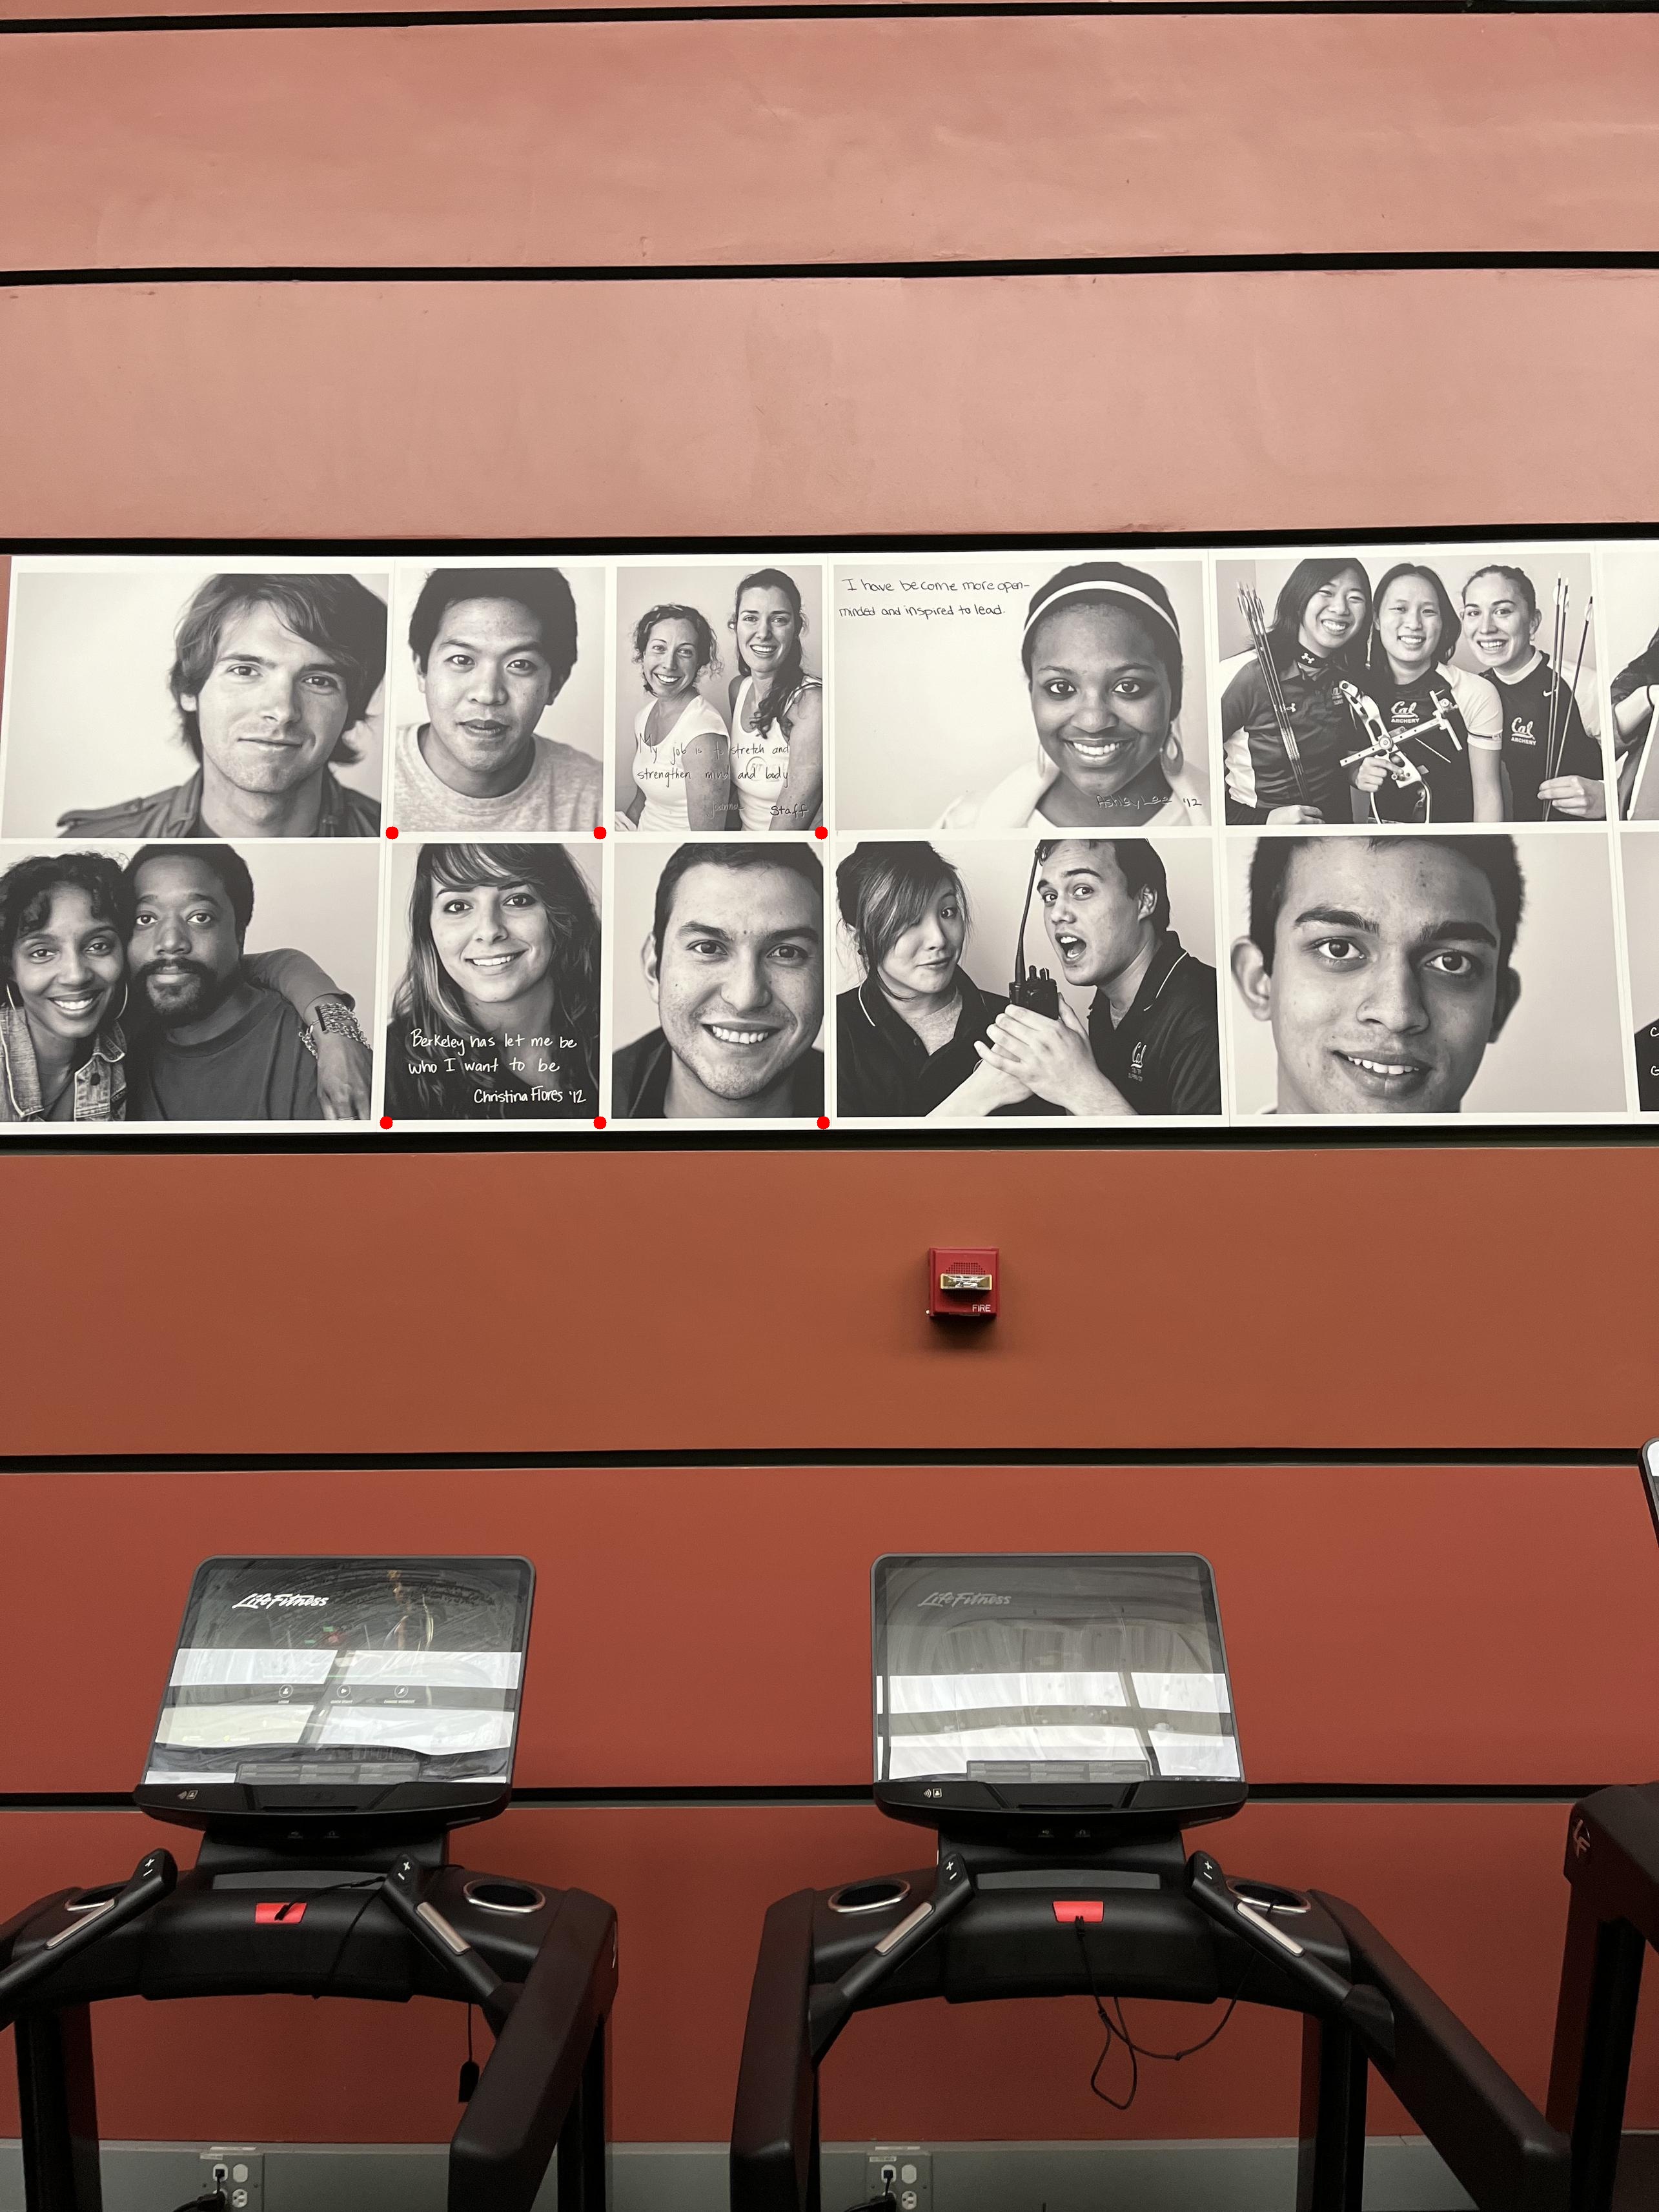 I have become more open-
minded and inspired to lead.
My job is to stretch and
strengthen mind and body
Staff
Ashley Lee '12
Cal
ARCHERY
Cal
ARCHERY
Berkeley has let me be
who I want to be
Christina Flores '12
Cal
FIRE
LifeFitness
LifeFitness